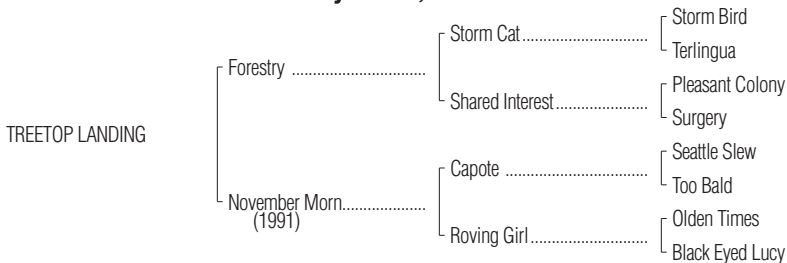 Storm Bird
Storm Cat..............................
Terlingua
Forestry ................................
Pleasant Colony
Shared Interest......................
Surgery
TREETOP LANDING
Seattle Slew
Capote ..................................
Too Bald
November Morn....................
(1991)
Olden Times
Roving Girl............................
Black Eyed Lucy